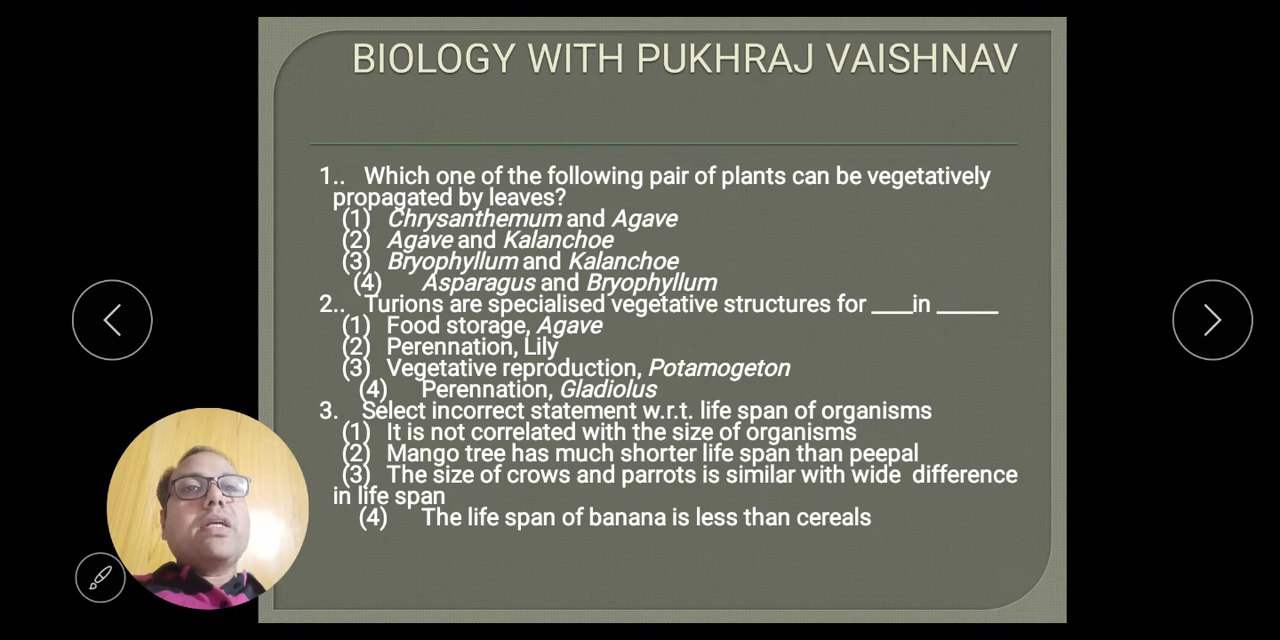 BIOLOGY WITH PUKHRAJ VAISHNAV
1.. Which one of the following pair of plants can be vegetatively
propagated by leaves?
(1) Chrysanthemum and Agave
(2) Agave and Kalanchoe
(3) Bryophyllum and Kalanchoe
(4) Asparagus and Bryophyllum
2.. Turions are specialised vegetative structures for ____in ______
(1) Food storage, Agave
(2) Perennation, Lily
(3) Vegetative reproduction, Potamogeton
(4) Perennation, Gladiolus
3. Select incorrect statement w.r.t. life span of organisms
(1) It is not correlated with the size of organisms
(2) Mango tree has much shorter life span than peepal
(3) The size of crows and parrots is similar with wide difference
in life span
(4) The life span of banana is less than cereals